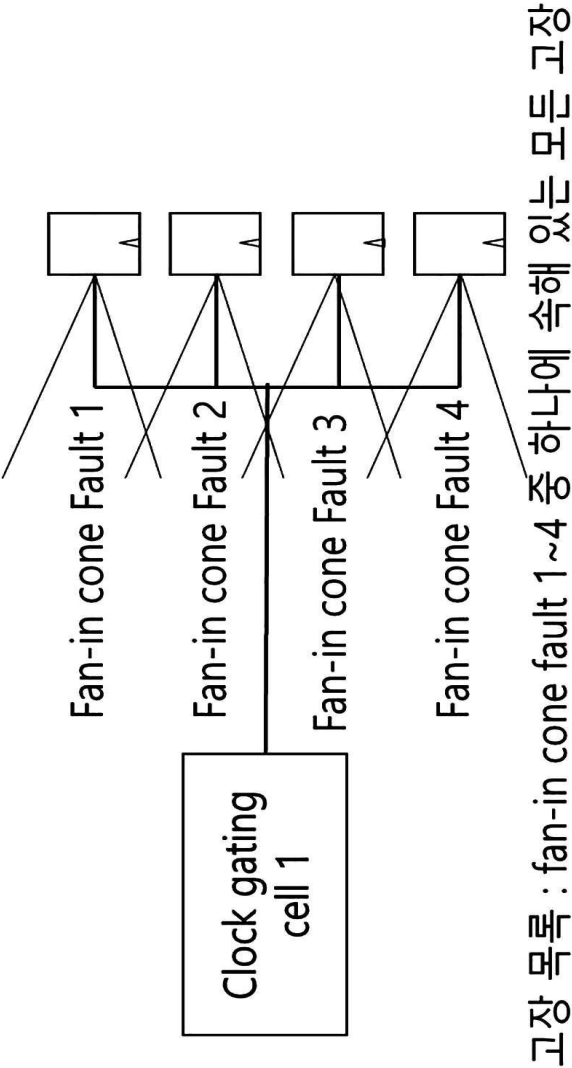 Clock gating
cell 1
Fan-in cone Fault 1
Fan-in cone Fault 2
Fan-in cone Fault 3
Fan-in cone Fault 4
고장 목록 : fan-in cone fault 1~4 중 하나에 속해 있는 모든 고장